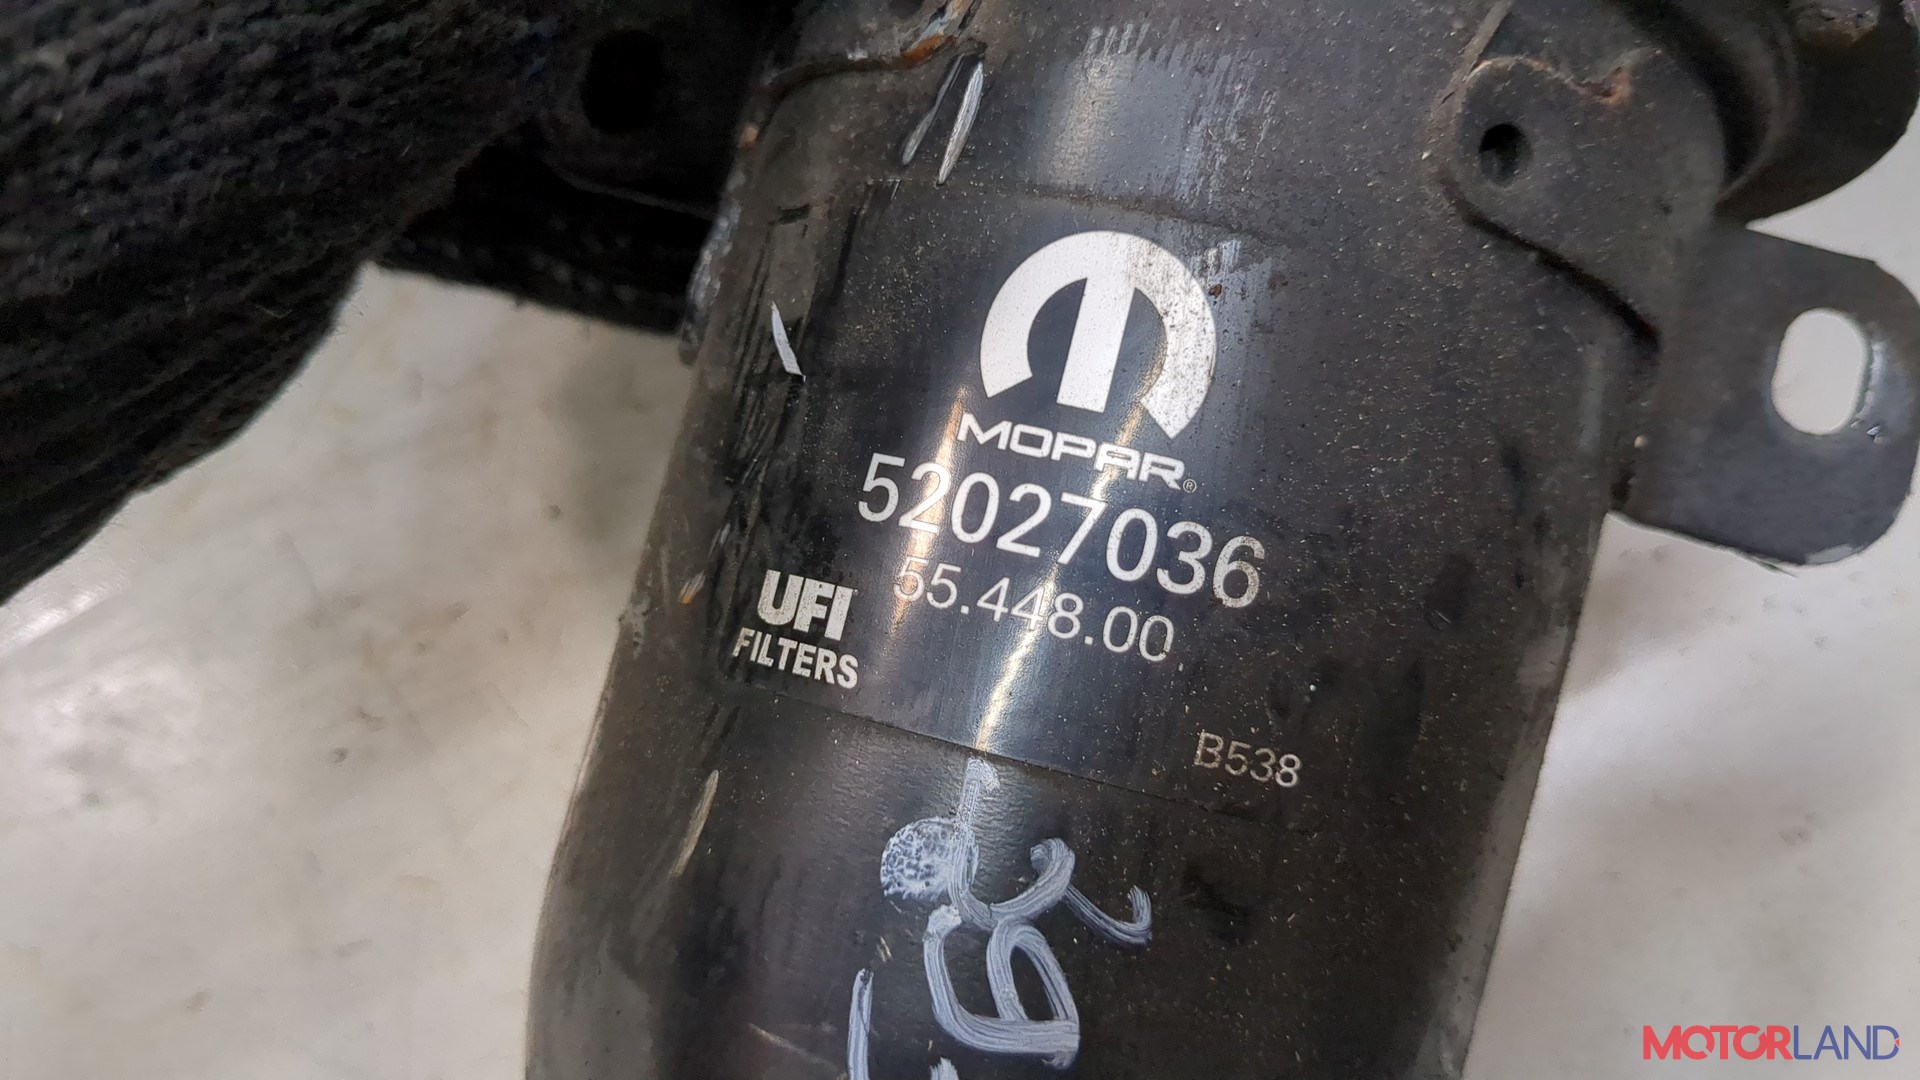 MOPAR®
52027036
55.448.00
UFI
FILTERS
B538
MOTORLAND